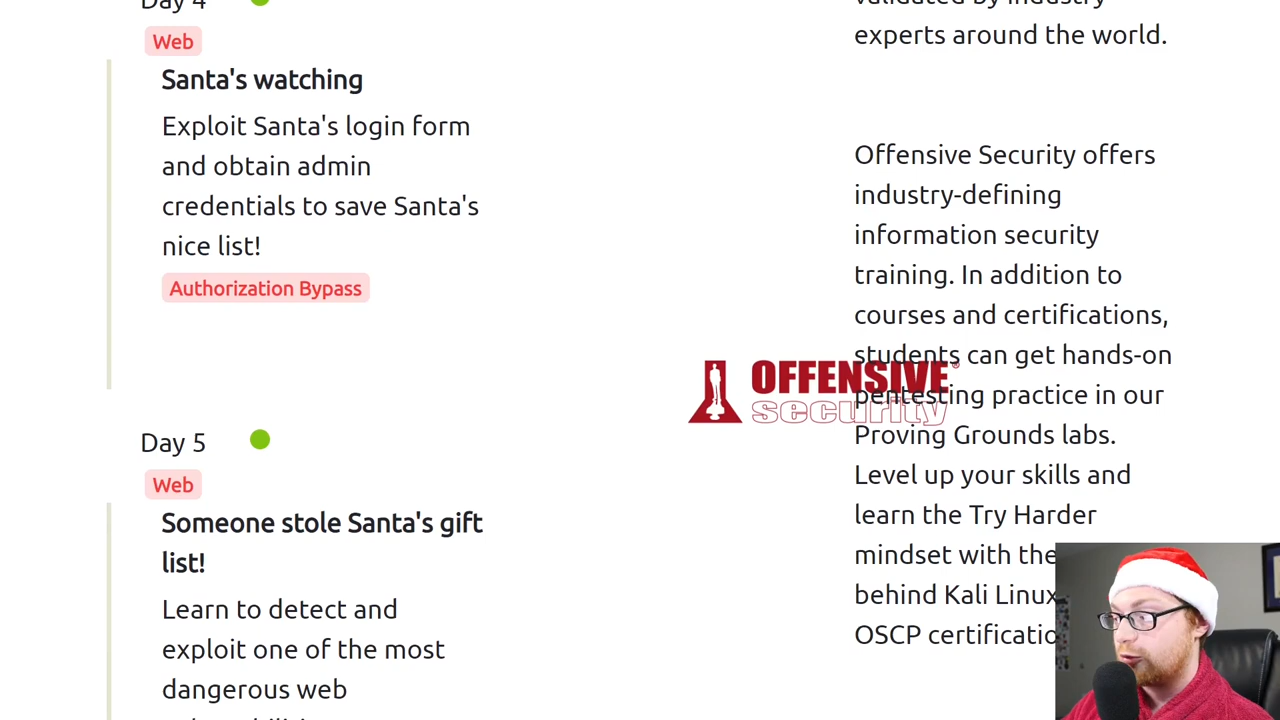 Day 4
Web
Santa's watching
Exploit Santa's login form
and obtain admin
credentials to save Santa's
nice list!
Authorization Bypass
Day 5
Web
Someone stole Santa's gift
list!
Learn to detect and
exploit one of the most
dangerous web
OFFENSIVE®
security
validated by industry
experts around the world.
Offensive Security offers
industry-defining
information security
training. In addition to
courses and certifications,
students can get hands-on
pentesting practice in our
Proving Grounds labs.
Level up your skills and
learn the Try Harder
mindset with the
behind Kali Linux
OSCP certificatio